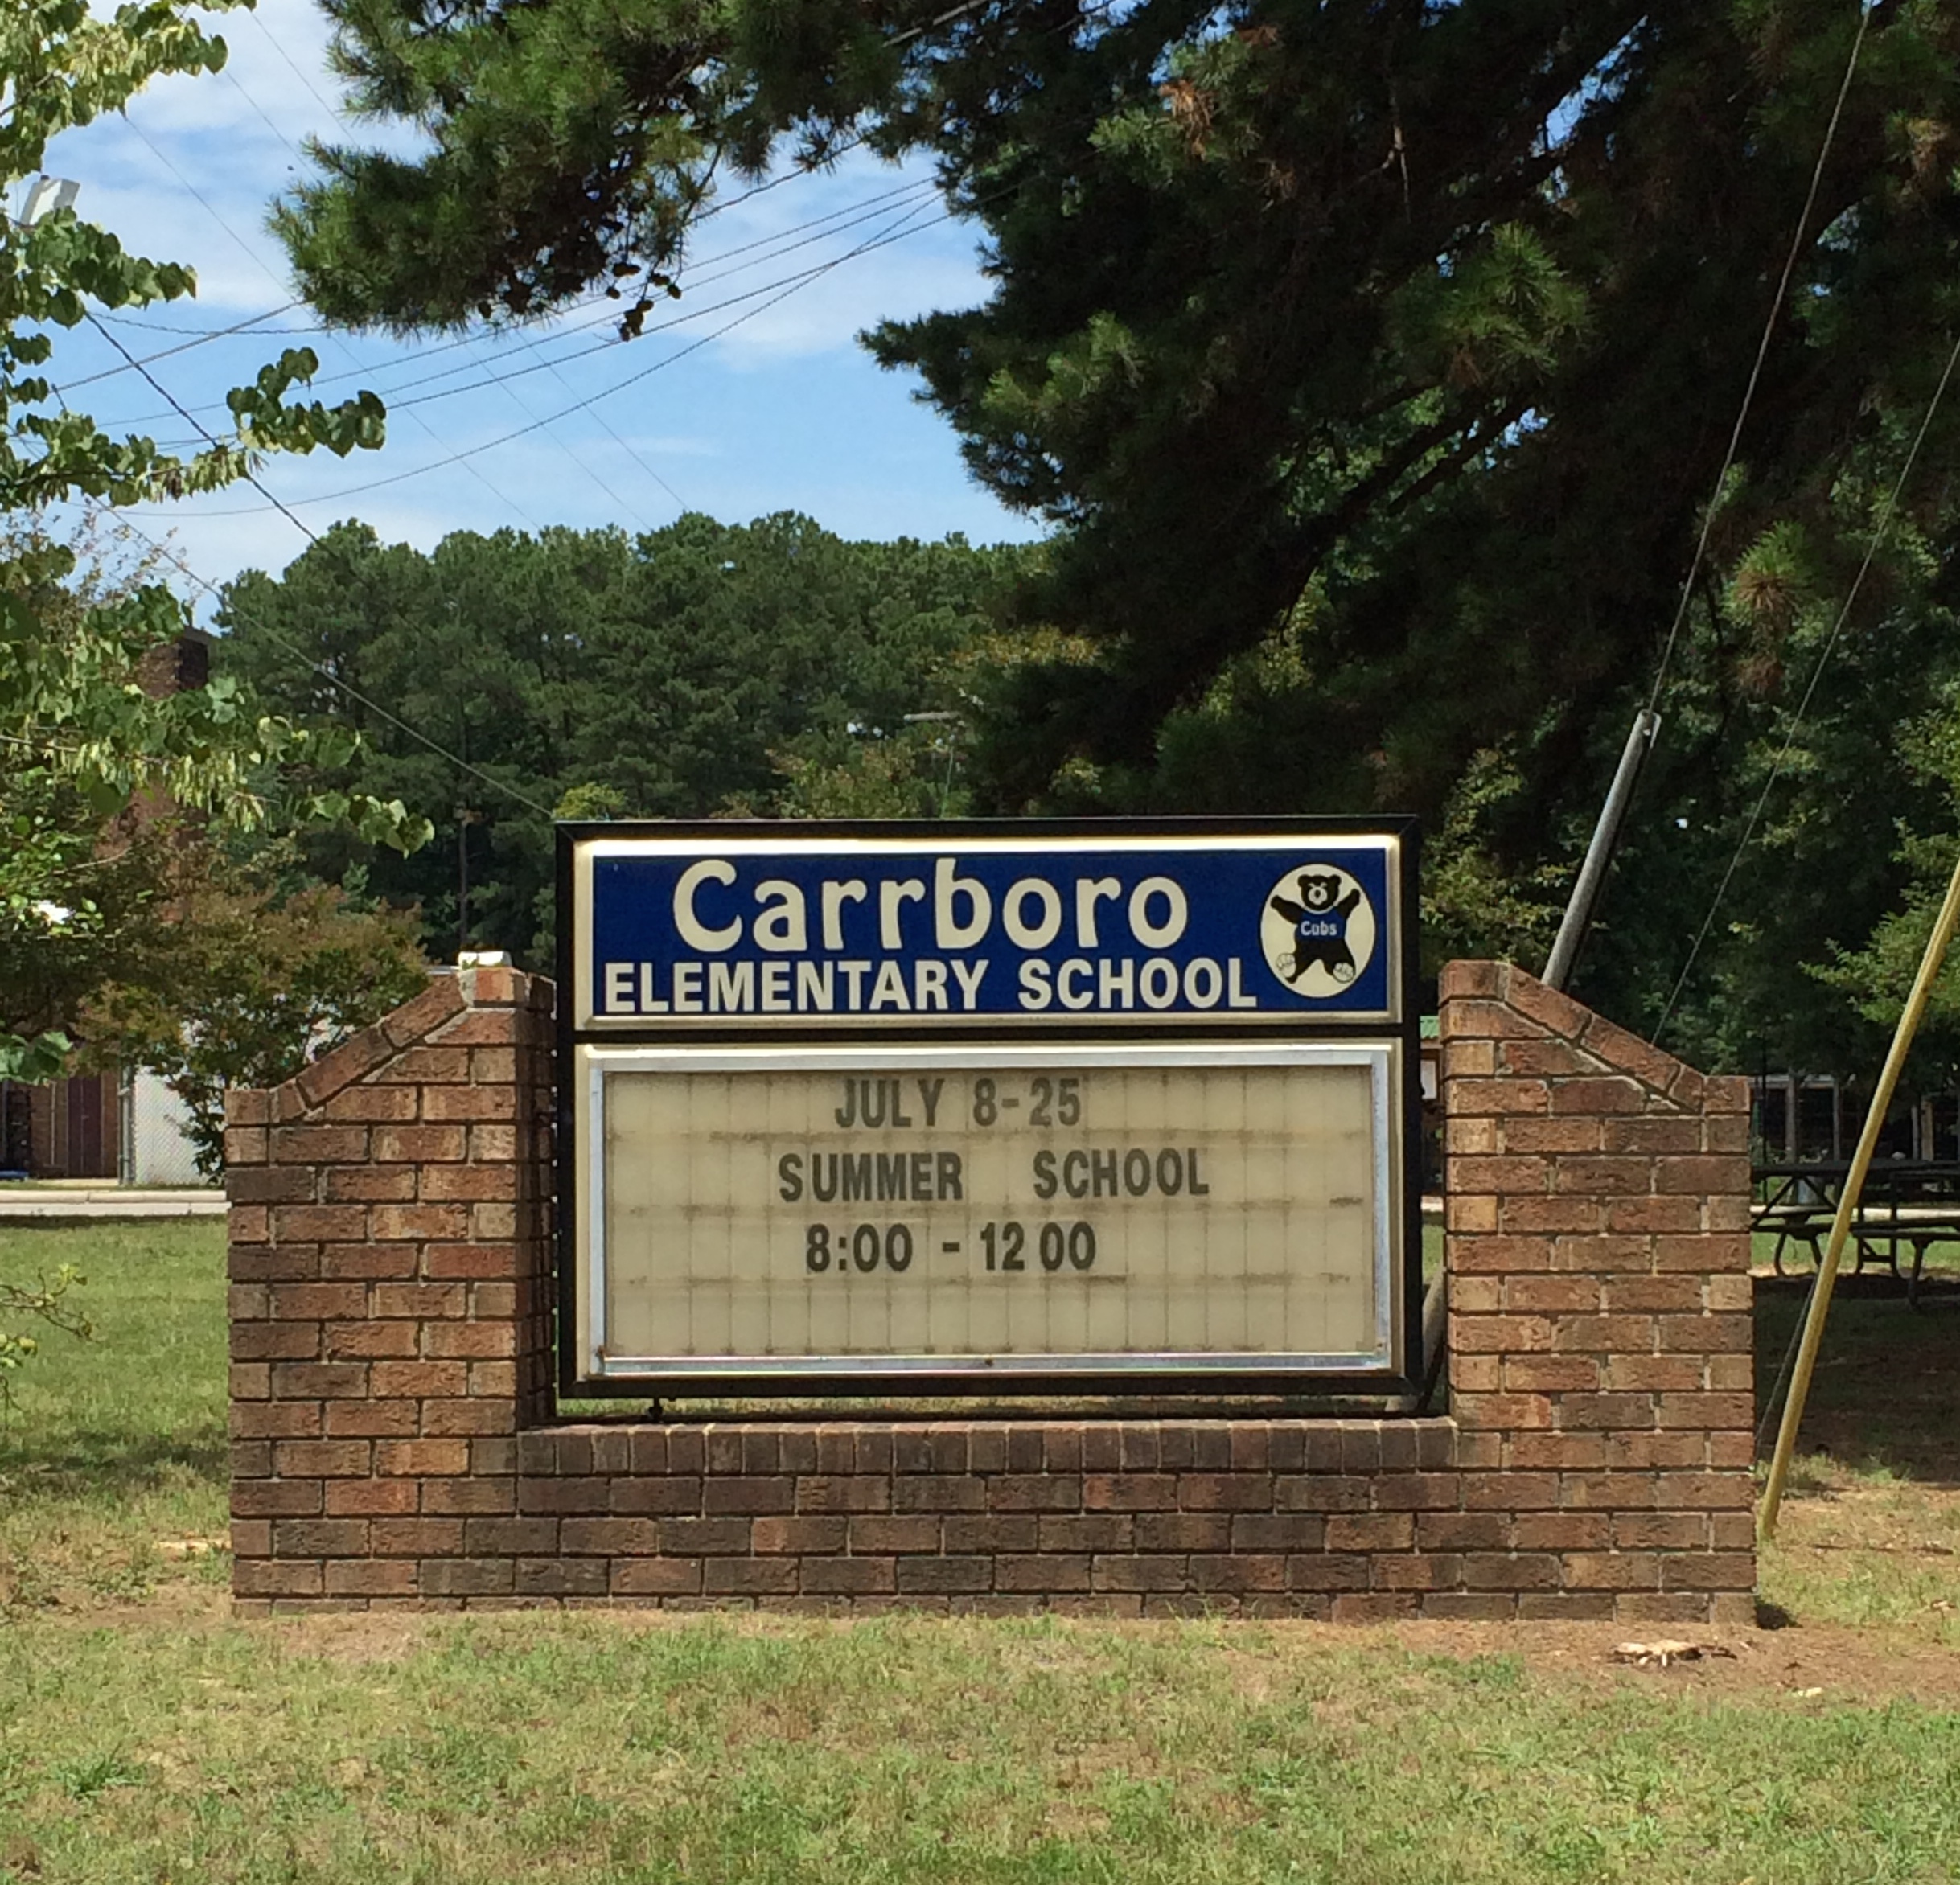 Carrboro
ELEMENTARY SCHOOL
Cubs
JULY 8-25
SUMMER SCHOOL
8:00 - 12 00